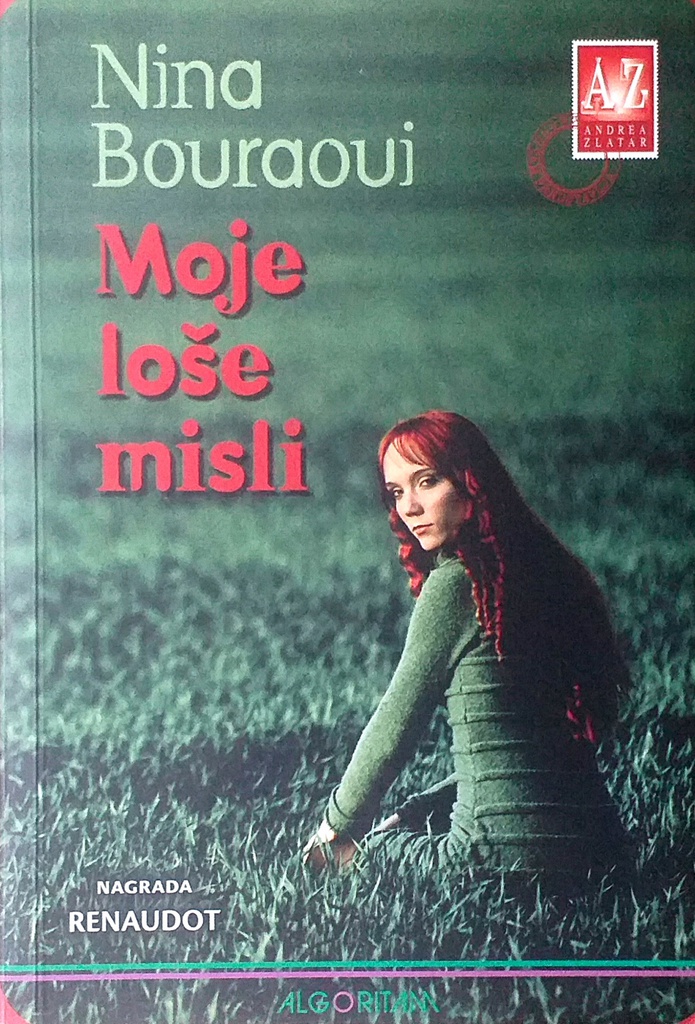 Nina
Bouraoui
Moje
loše
misli
AZ
ANDREA
ZLATAR
NAGRADA
RENAUDOT
ALGORITAM